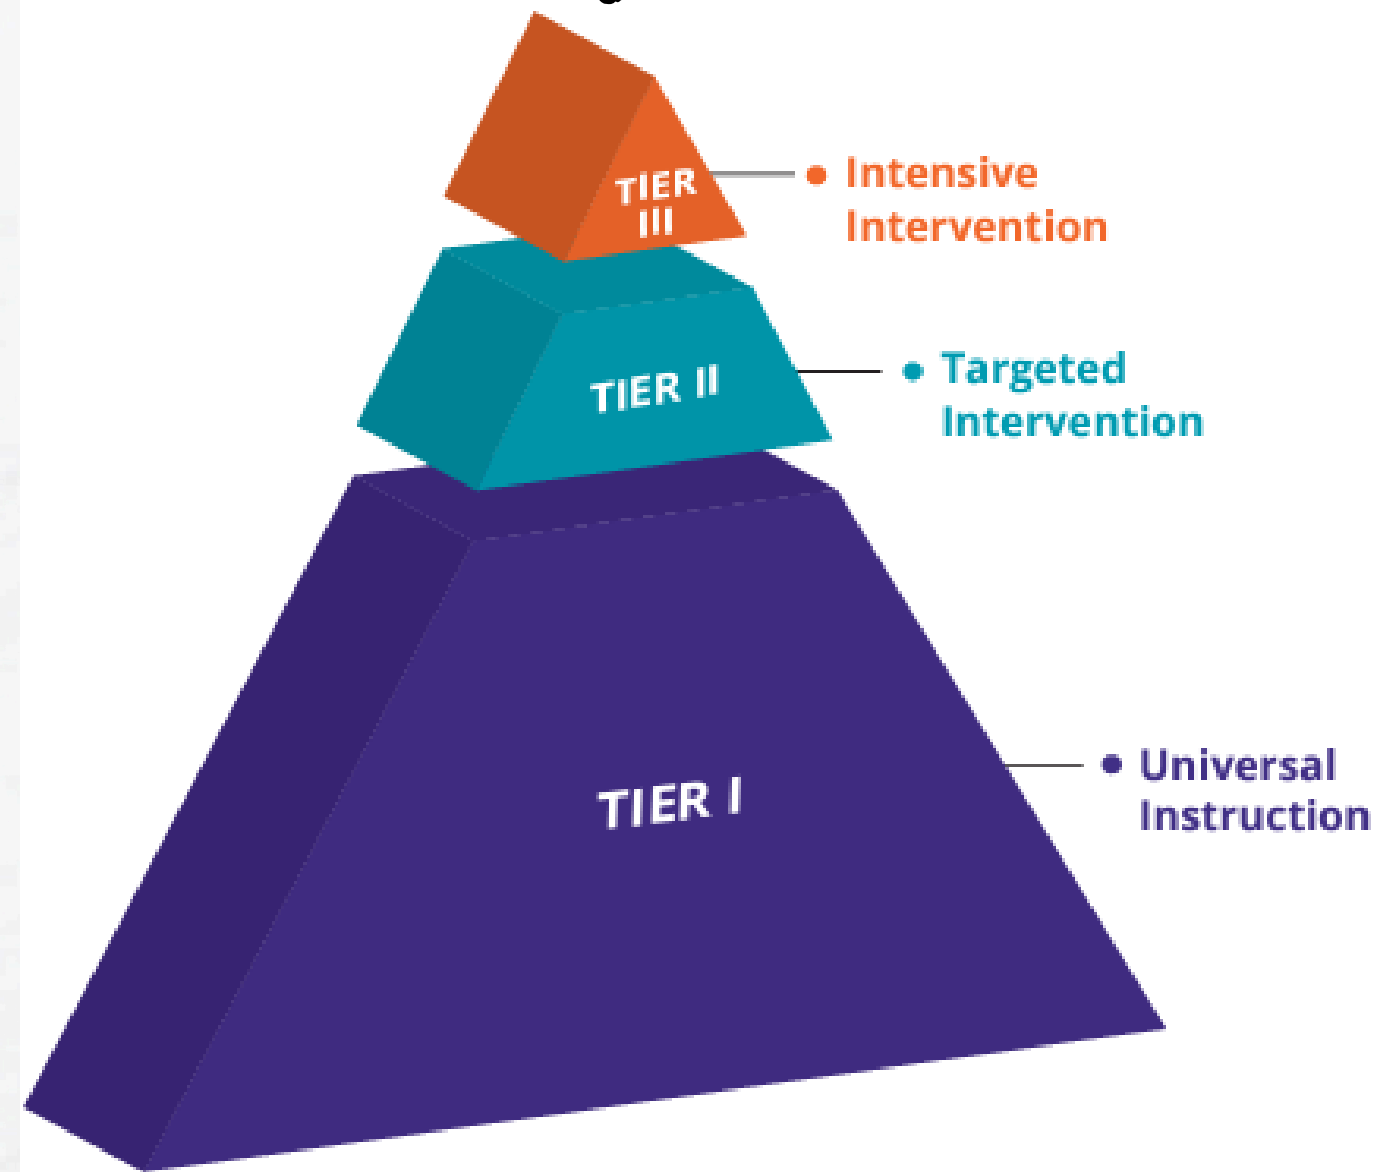 TIER
III
Intensive
Intervention
TIER II
Targeted
Intervention
TIER I
Universal
Instruction